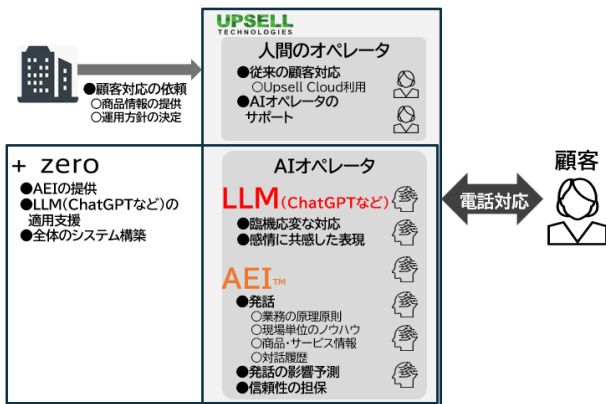 UPSELL
TECHNOLOGIES
人間のオペレータ
●従来の顧客対応
○Upsell Cloud利用
●AIオペレータの
サポート
●顧客対応の依頼
○商品情報の提供
○運用方針の決定
+ zero
●AEIの提供
●LLM(ChatGPTなど)の
適用支援
●全体のシステム構築
AIオペレータ
LLM(ChatGPTなど)
●臨機応変な対応
●感情に共感した表現
AEI™
●発話
○業務の原理原則
○現場単位のノウハウ
○商品・サービス情報
○対話履歴
●発話の影響予測
●信頼性の担保
電話対応
顧客